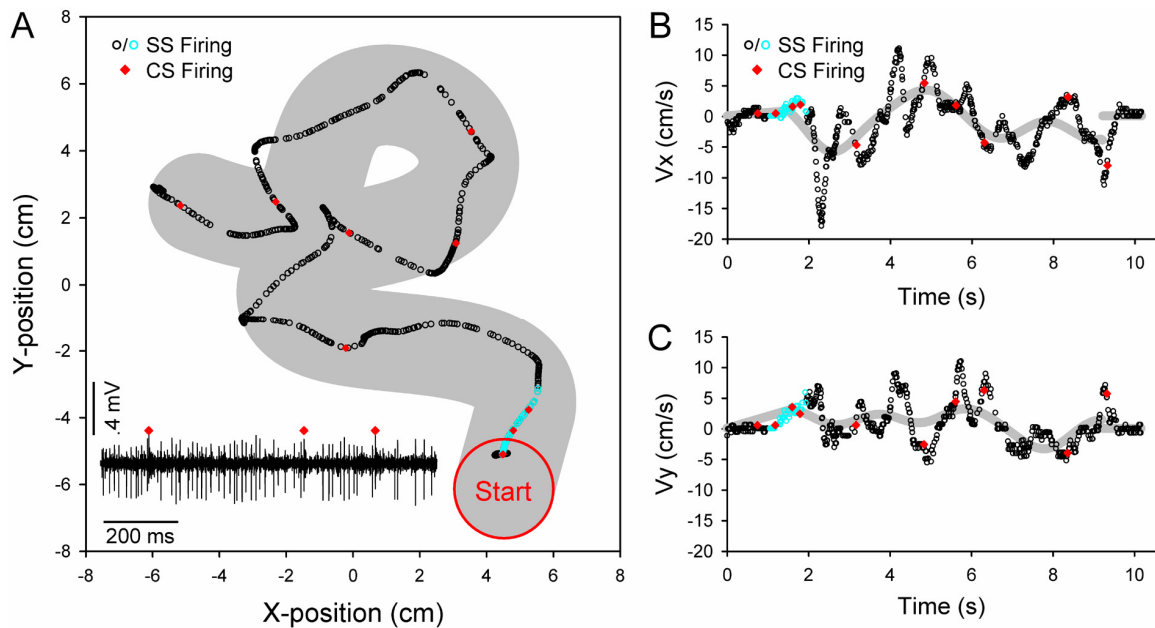 A
o/o SS Firing
CS Firing
8
6
4
2
0
-2
-4
-6
-8
Y-position (cm)
.4 mV
200 ms
Start
-8 -6 -4 -2 0 2 4 6 8
X-position (cm)
B
o/o SS Firing
CS Firing
15
10
5
0
-5
-10
-15
-20
Vx (cm/s)
0 2 4 6 8 10
Time (s)
C
15
10
5
0
-5
-10
-15
-20
Vy (cm/s)
0 2 4 6 8 10
Time (s)